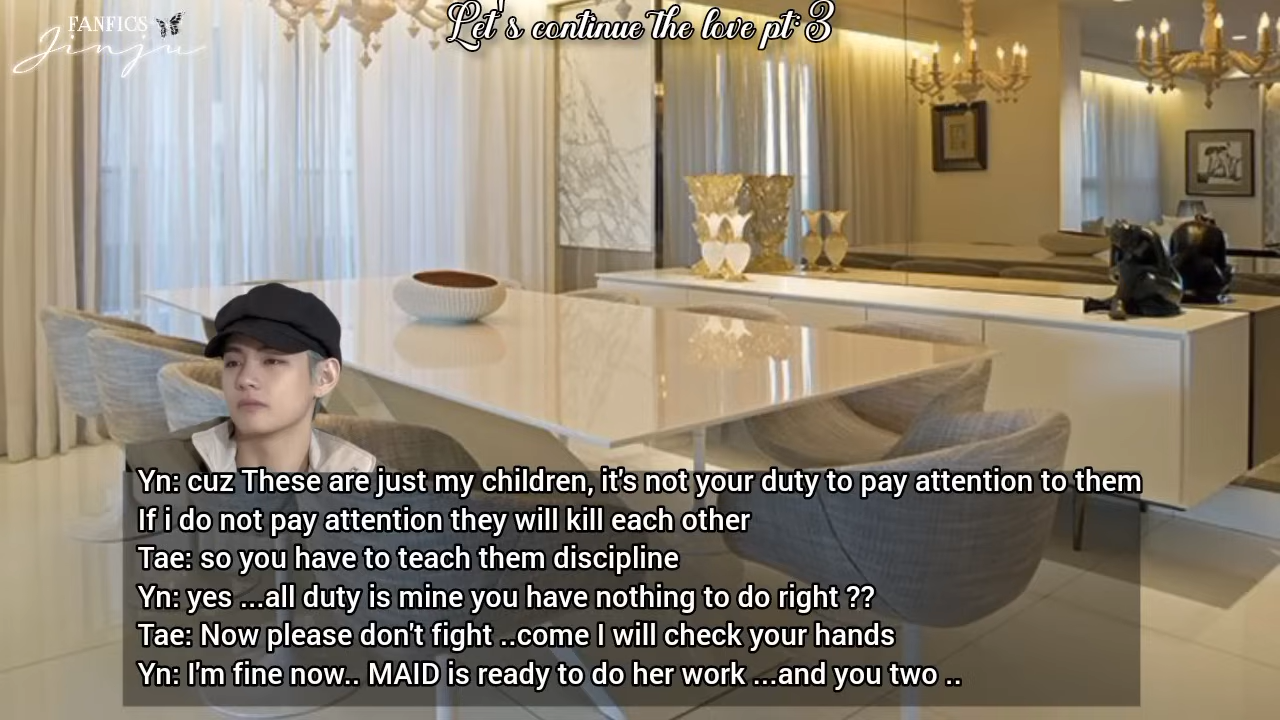 FANFICS
Jinju
Let's continue the love pt 3
Yn: cuz These are just my children, it's not your duty to pay attention to them
If i do not pay attention they will kill each other
Tae: so you have to teach them discipline
Yn: yes ...all duty is mine you have nothing to do right ??
Tae: Now please don't fight ..come I will check your hands
Yn: I'm fine now.. MAID is ready to do her work ...and you two ..